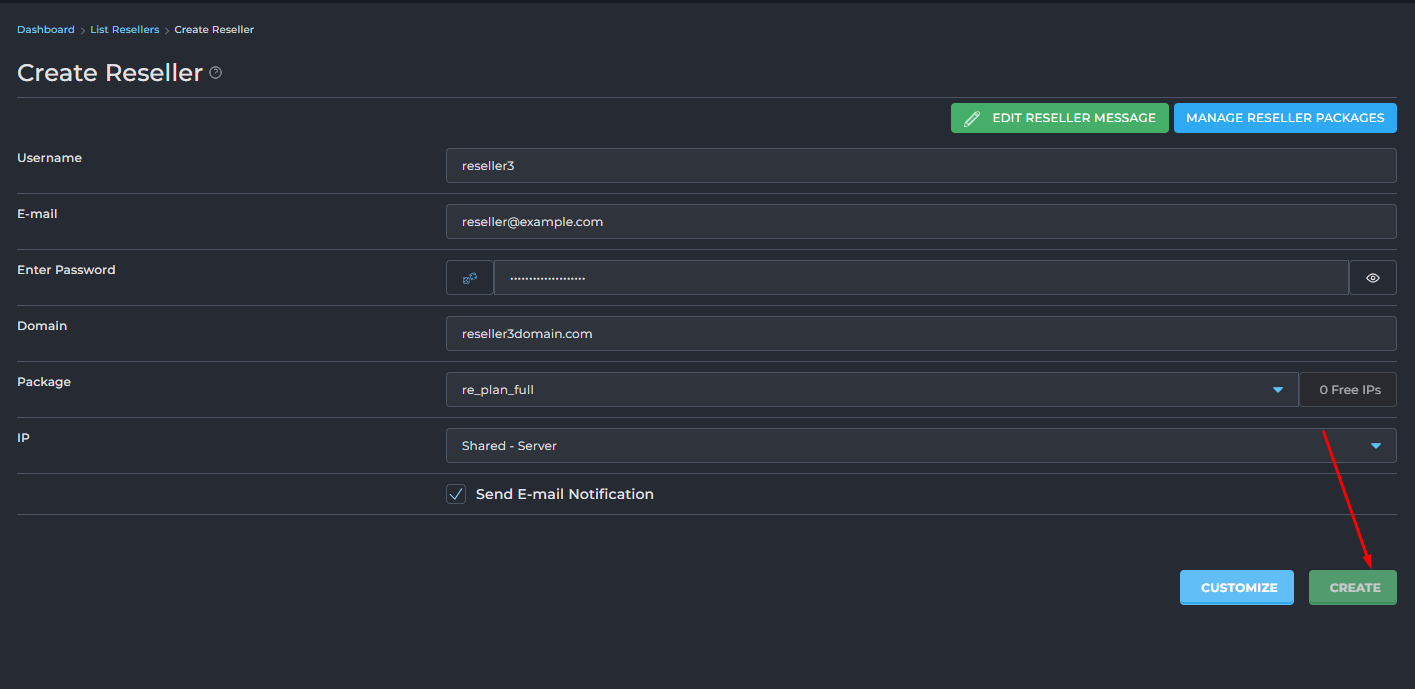 Dashboard > List Resellers > Create Reseller
Create Reseller
EDIT RESELLER MESSAGE MANAGE RESELLER PACKAGES
Username reseller3
E-mail reseller@example.com
Enter Password ••••••••••••••••••••
Domain reseller3domain.com
Package re_plan_full 0 Free IPs
IP Shared - Server
Send E-mail Notification
CUSTOMIZE CREATE